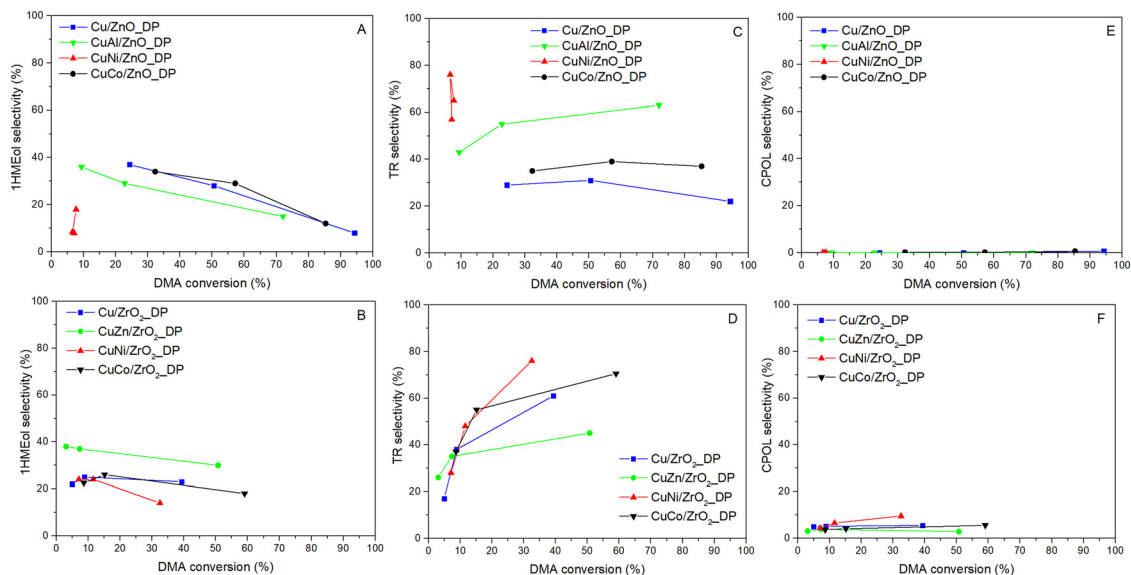 100
80
60
40
20
0
0 10 20 30 40 50 60 70 80 90 100
1HMEol selectivity (%)
DMA conversion (%)
Cu/ZnO_DP
CuAl/ZnO_DP
CuNi/ZnO_DP
CuCo/ZnO_DP
A
100
80
60
40
20
0
0 10 20 30 40 50 60 70 80 90 100
TR selectivity (%)
DMA conversion (%)
Cu/ZnO_DP
CuAl/ZnO_DP
CuNi/ZnO_DP
CuCo/ZnO_DP
C
100
80
60
40
20
0
0 10 20 30 40 50 60 70 80 90 100
CPOL selectivity (%)
DMA conversion (%)
Cu/ZnO_DP
CuAl/ZnO_DP
CuNi/ZnO_DP
CuCo/ZnO_DP
E
100
80
60
40
20
0
0 10 20 30 40 50 60 70 80 90 100
1HMEol selectivity (%)
DMA conversion (%)
Cu/ZrO₂_DP
CuZn/ZrO₂_DP
CuNi/ZrO₂_DP
CuCo/ZrO₂_DP
B
100
80
60
40
20
0
0 10 20 30 40 50 60 70 80 90 100
TR selectivity (%)
DMA conversion (%)
Cu/ZrO₂_DP
CuZn/ZrO₂_DP
CuNi/ZrO₂_DP
CuCo/ZrO₂_DP
D
100
80
60
40
20
0
0 10 20 30 40 50 60 70 80 90 100
CPOL selectivity (%)
DMA conversion (%)
Cu/ZrO₂_DP
CuZn/ZrO₂_DP
CuNi/ZrO₂_DP
CuCo/ZrO₂_DP
F